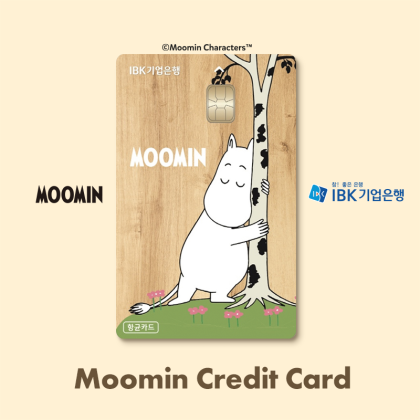 ©Moomin Characters™
IBK기업은행
MOOMIN
MOOMIN
참! 좋은 은행
IBK기업은행
항균카드
Moomin Credit Card